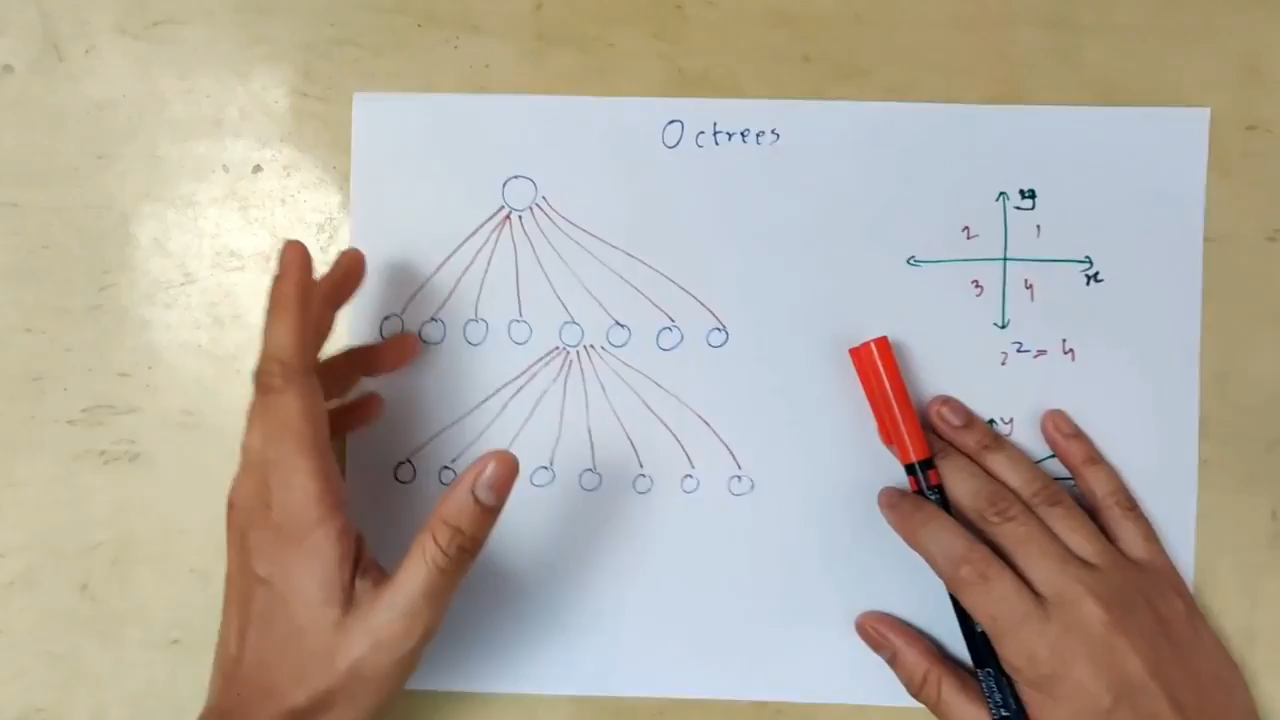 Octrees
y
2 1
x
3 4
2² = 4
y